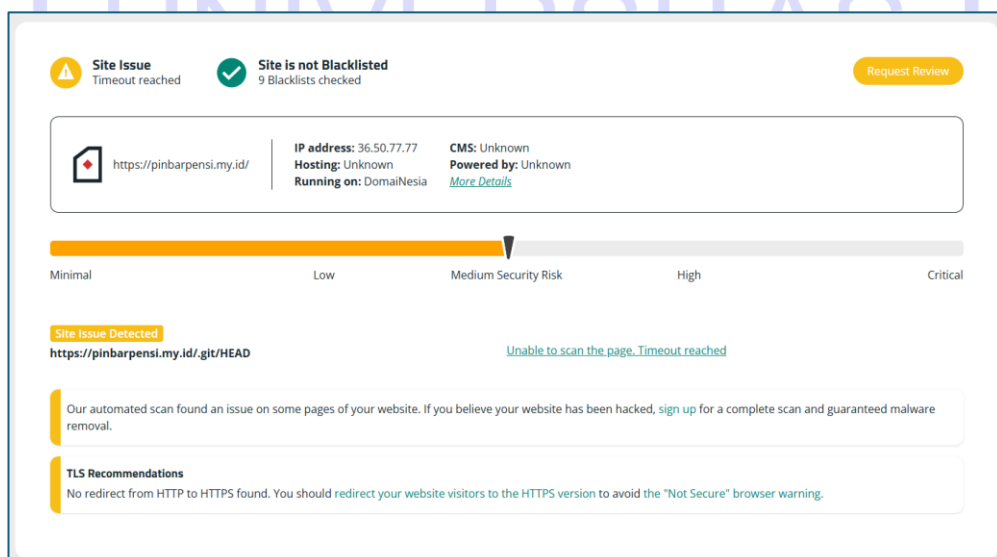 Site Issue
Timeout reached
Site is not Blacklisted
9 Blacklists checked
Request Review
https://pinbarpensi.my.id/
IP address: 36.50.77.77
Hosting: Unknown
Running on: DomaiNesia
CMS: Unknown
Powered by: Unknown
More Details
Minimal
Low
Medium Security Risk
High
Critical
Site Issue Detected
https://pinbarpensi.my.id/.git/HEAD
Unable to scan the page. Timeout reached
Our automated scan found an issue on some pages of your website. If you believe your website has been hacked, sign up for a complete scan and guaranteed malware
removal.
TLS Recommendations
No redirect from HTTP to HTTPS found. You should redirect your website visitors to the HTTPS version to avoid the "Not Secure" browser warning.